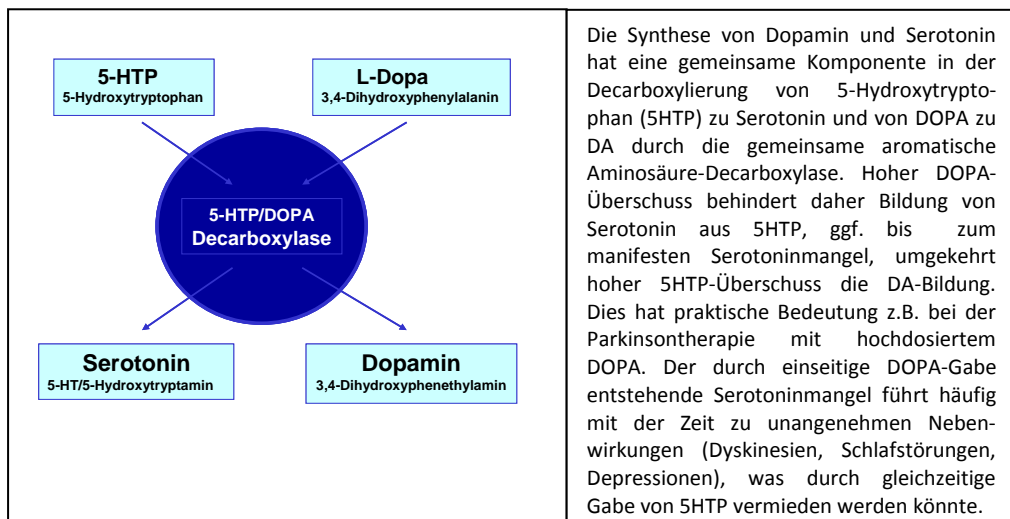 5-HTP
5-Hydroxytryptophan
L-Dopa
3,4-Dihydroxyphenylalanin
5-HTP/DOPA
Decarboxylase
Serotonin
5-HT/5-Hydroxytryptamin
Dopamin
3,4-Dihydroxyphenethylamin
Die Synthese von Dopamin und Serotonin
hat eine gemeinsame Komponente in der
Decarboxylierung von 5-Hydroxytrypto-
phan (5HTP) zu Serotonin und von DOPA zu
DA durch die gemeinsame aromatische
Aminosäure-Decarboxylase. Hoher DOPA-
Überschuss behindert daher Bildung von
Serotonin aus 5HTP, ggf. bis zum
manifesten Serotoninmangel, umgekehrt
hoher 5HTP-Überschuss die DA-Bildung.
Dies hat praktische Bedeutung z.B. bei der
Parkinsontherapie mit hochdosiertem
DOPA. Der durch einseitige DOPA-Gabe
entstehende Serotoninmangel führt häufig
mit der Zeit zu unangenehmen Neben-
wirkungen (Dyskinesien, Schlafstörungen,
Depressionen), was durch gleichzeitige
Gabe von 5HTP vermieden werden könnte.